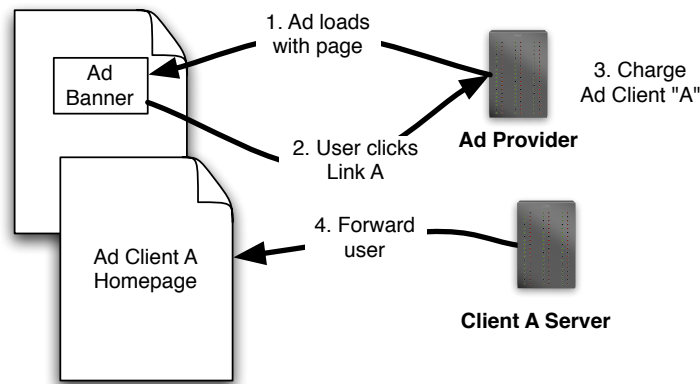 1. Ad loads
with page
Ad
Banner
3. Charge
Ad Client "A"
Ad Provider
2. User clicks
Link A
4. Forward
user
Ad Client A
Homepage
Client A Server